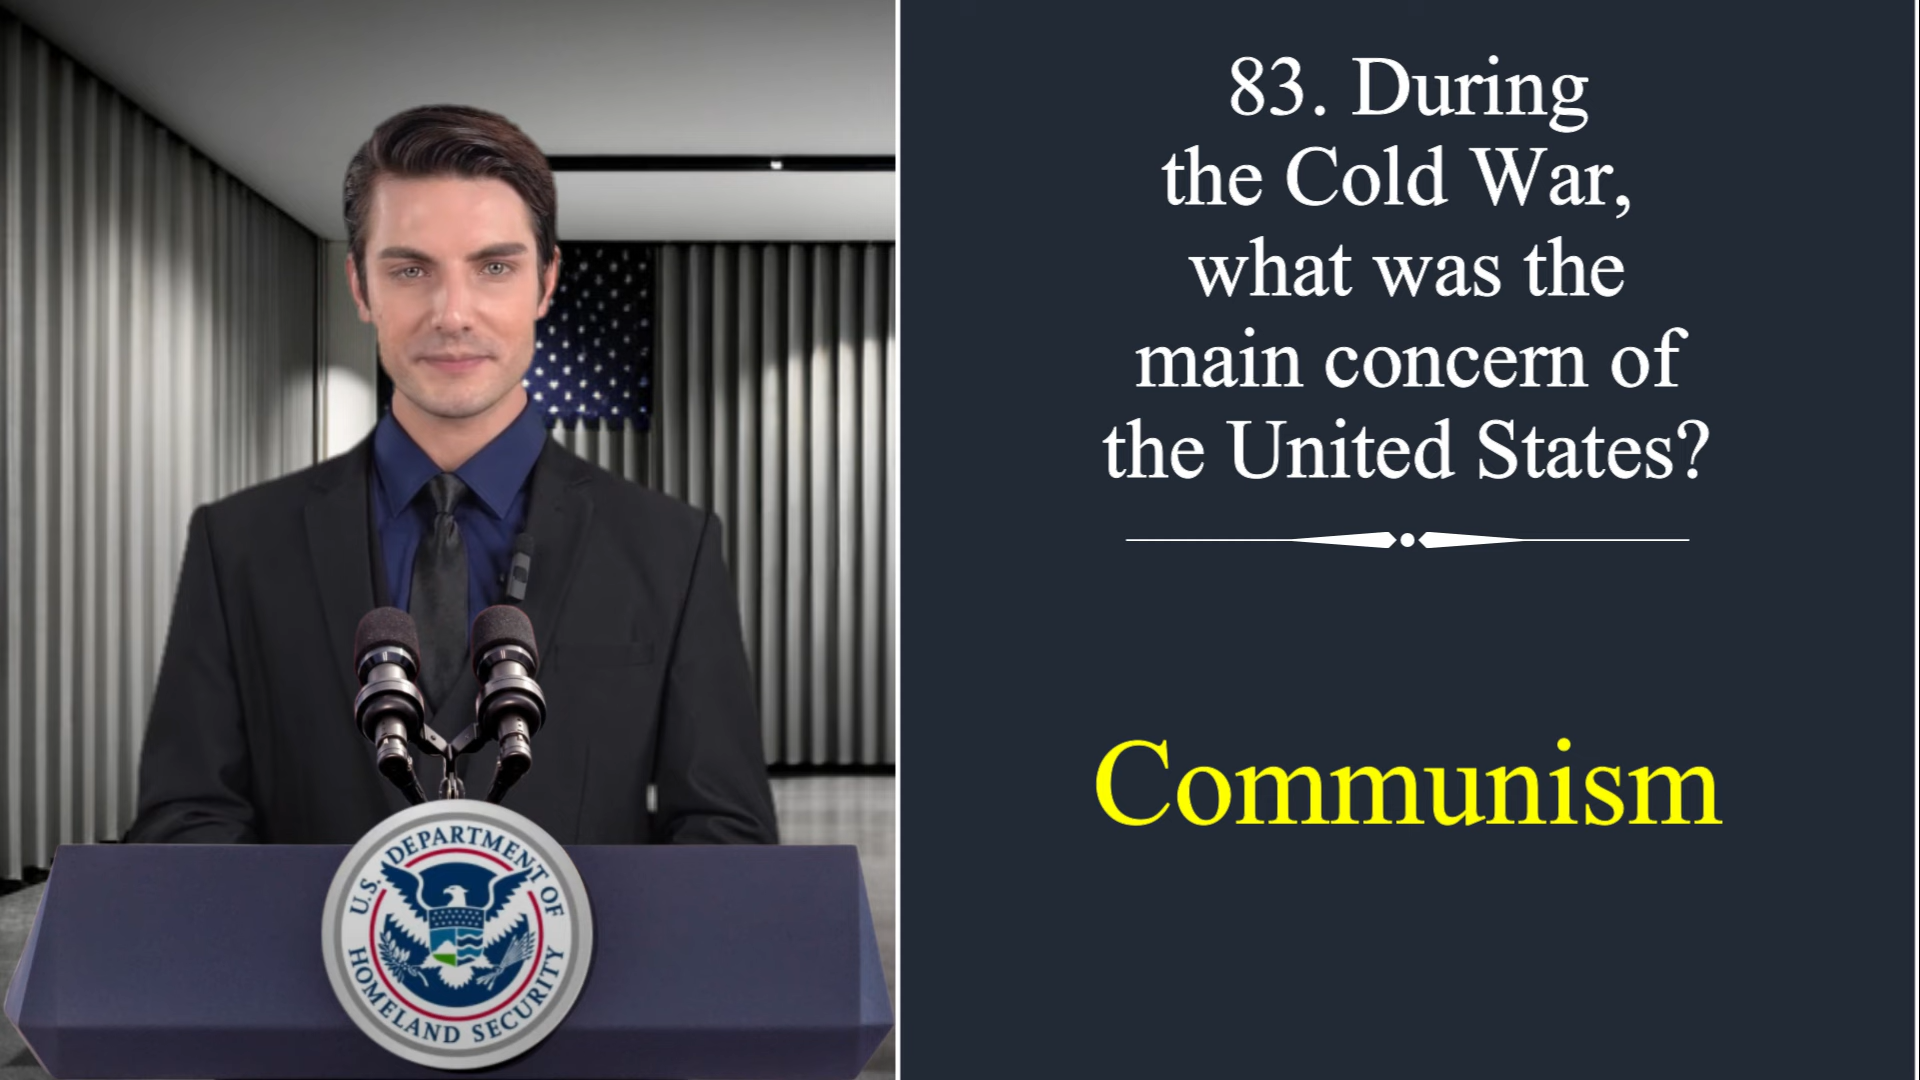 83. During
the Cold War,
what was the
main concern of
the United States?
Communism
U.S. DEPARTMENT OF
HOMELAND SECURITY